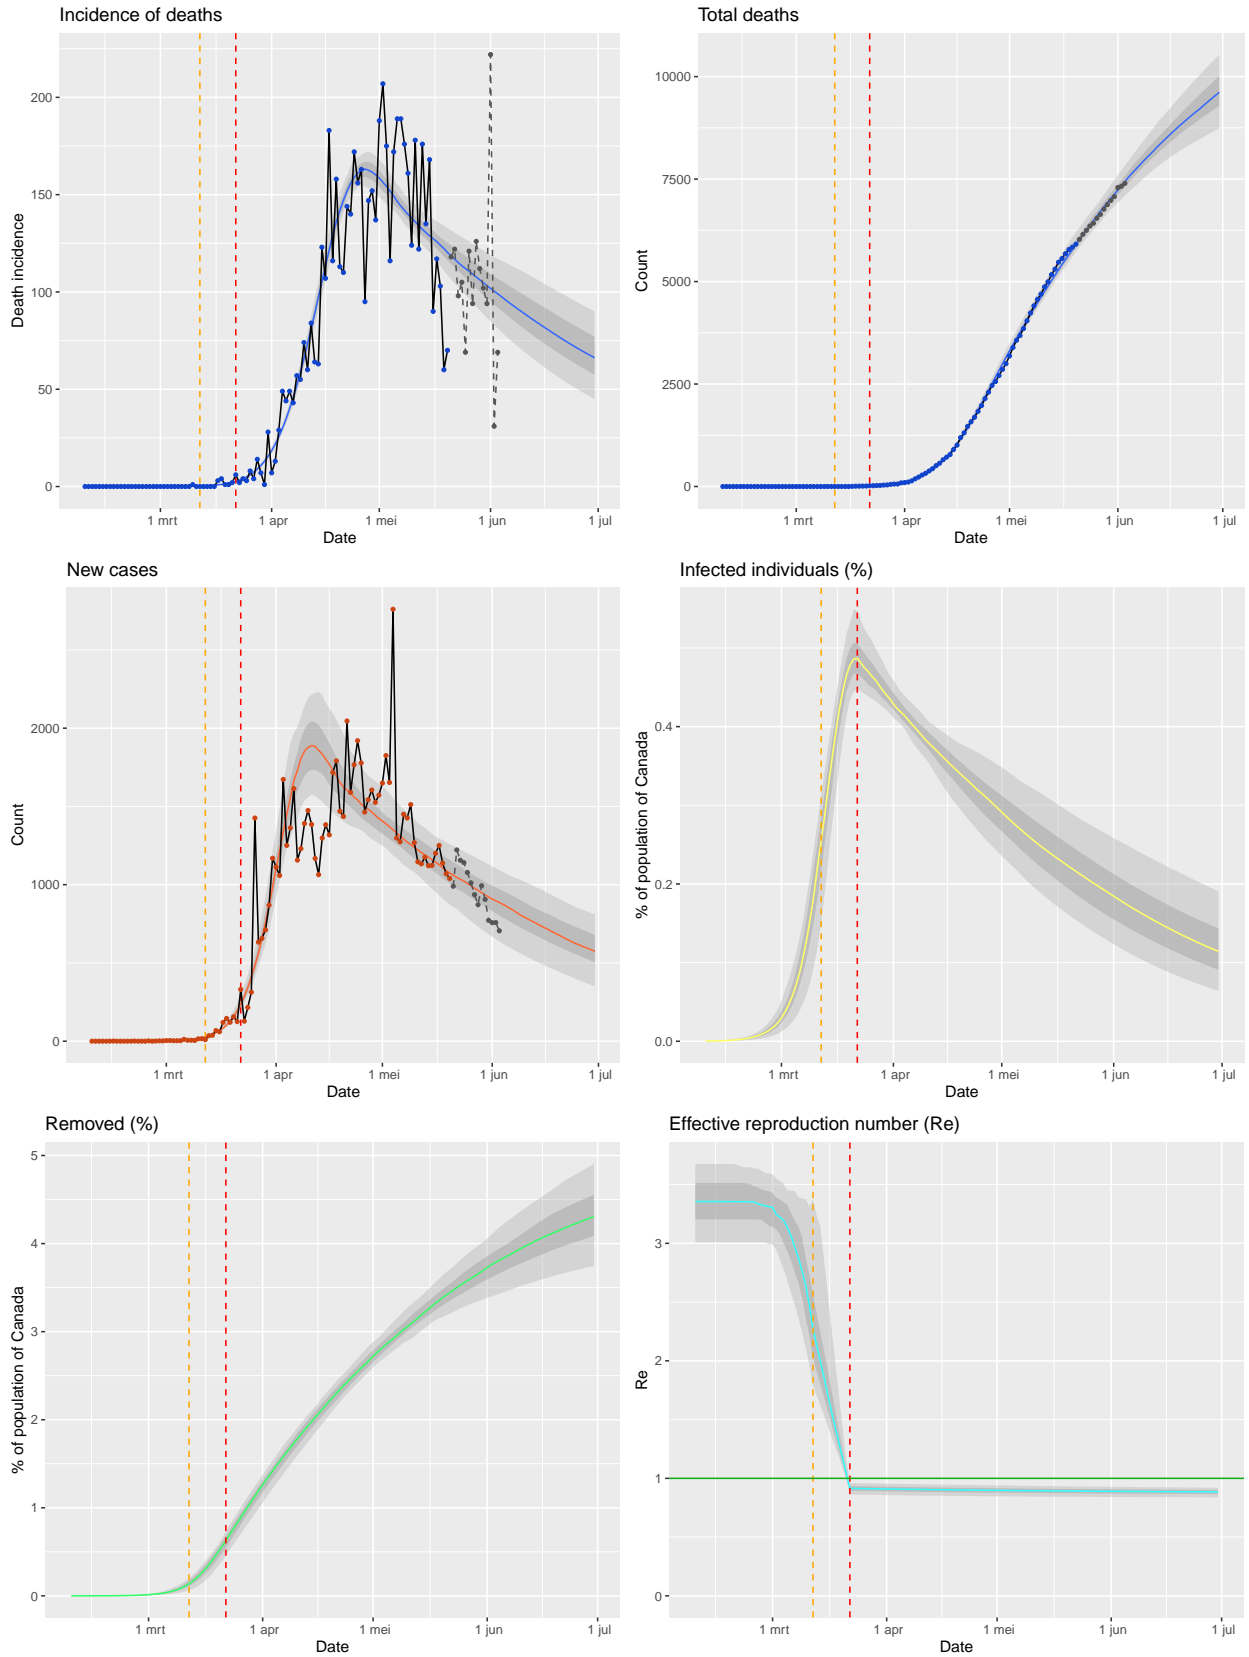 Incidence of deaths
Death incidence
200
150
100
50
0
1 mrt 1 apr 1 mei 1 jun 1 jul
Date
Total deaths
Count
10000
7500
5000
2500
0
1 mrt 1 apr 1 mei 1 jun 1 jul
Date
New cases
Count
2000
1000
0
1 mrt 1 apr 1 mei 1 jun 1 jul
Date
Infected individuals (%)
% of population of Canada
0.4
0.2
0.0
1 mrt 1 apr 1 mei 1 jun 1 jul
Date
Removed (%)
% of population of Canada
5
4
3
2
1
0
1 mrt 1 apr 1 mei 1 jun 1 jul
Date
Effective reproduction number (Re)
Re
3
2
1
0
1 mrt 1 apr 1 mei 1 jun 1 jul
Date